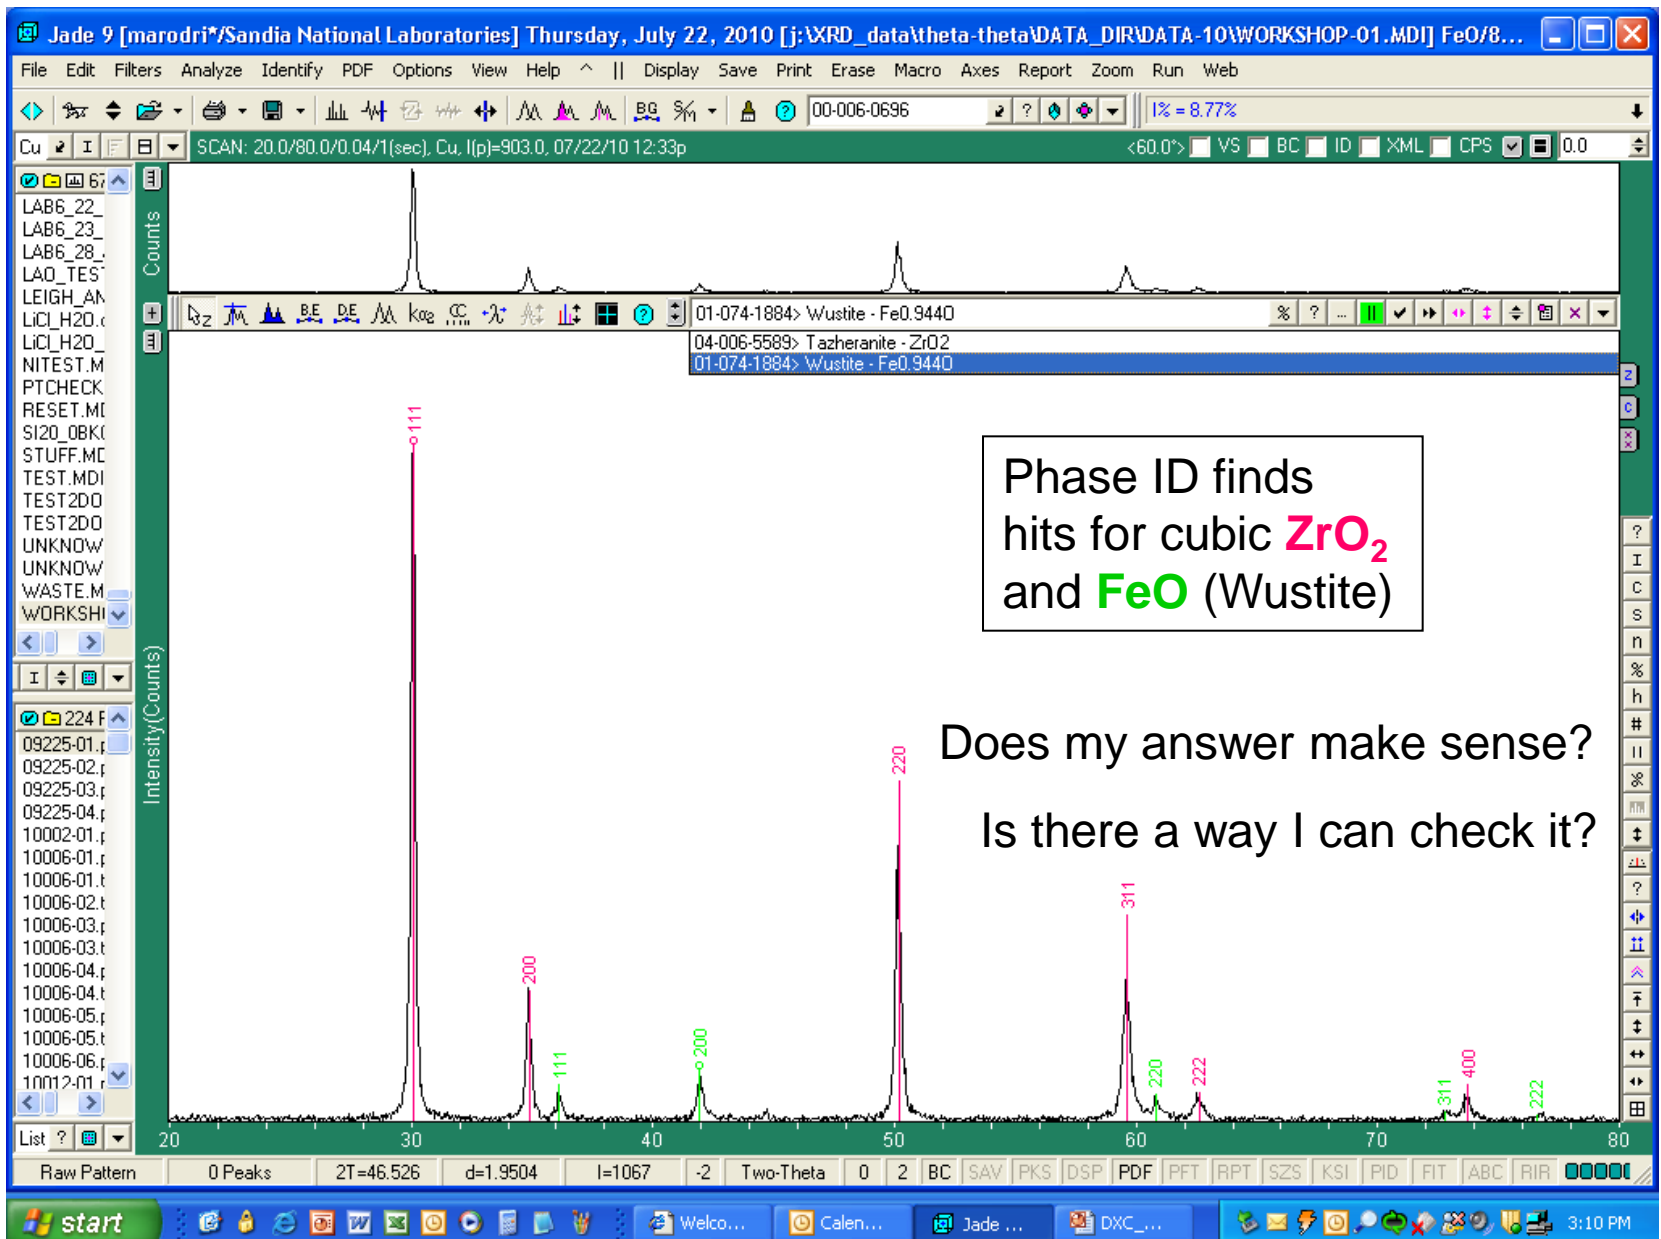 Jade 9 [marodri*/Sandia National Laboratories] Thursday, July 22, 2010 [j:\XRD_data\theta-theta\DATA_DIR\DATA-10\WORKSHOP-01.MDI] FeO/8...
File Edit Filters Analyze Identify PDF Options View Help ^ || Display Save Print Erase Macro Axes Report Zoom Run Web
BG 00-006-0696 ? I% = 8.77%
Cu I F SCAN: 20.0/80.0/0.04/1(sec), Cu, I(p)=903.0, 07/22/10 12:33p <60.0°> VS BC ID XML CPS 0.0
67
LAB6_22_
LAB6_23_
LAB6_28_
LAO_TES
LEIGH_AN
LiCl_H2O.
LiCl_H2O_
NITEST.M
PTCHECK
RESET.MD
SI20_0BK
STUFF.MD
TEST.MDI
TEST2DO
TEST2DO
UNKNOW
UNKNOW
WASTE.M
WORKSH
Counts
B.E. D.E. kα2 CC 01-074-1884> Wustite - Fe0.944O % ? ...
04-006-5589> Tazheranite - ZrO2
01-074-1884> Wustite - Fe0.944O
Phase ID finds
hits for cubic ZrO2
and FeO (Wustite)
Does my answer make sense?
Is there a way I can check it?
Intensity(Counts)
111
200
111
200
220
311
220
222
311
400
222
I
224 F
09225-01.p
09225-02.p
09225-03.p
09225-04.p
10002-01.p
10006-01.p
10006-01.t
10006-02.t
10006-03.p
10006-03.t
10006-04.p
10006-04.t
10006-05.p
10006-05.t
10006-06.p
10012-01
z
c
?
I
C
S
n
%
h
#
?
List ? 20 30 40 50 60 70 80
Raw Pattern 0 Peaks 2T=46.526 d=1.9504 I=1067 -2 Two-Theta 0 2 BC SAV PKS DSP PDF PFT RPT SZS KSI PID FIT ABC RIR
start Welco... Calen... Jade ... DXC_... 3:10 PM